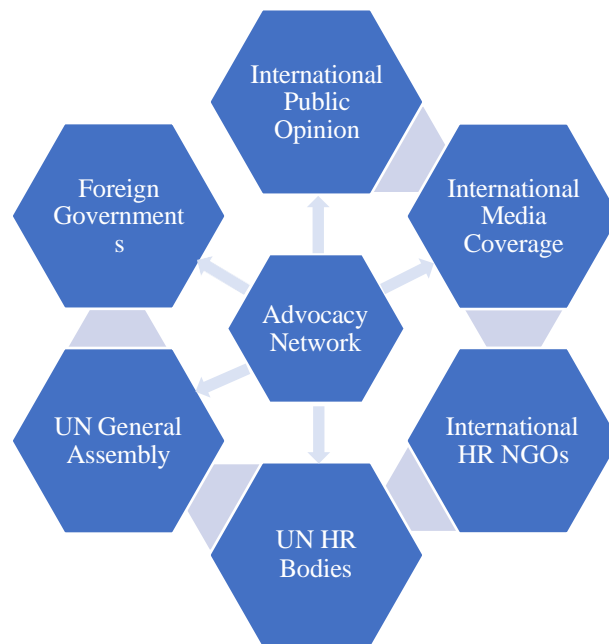 International
Public
Opinion
International
Media
Coverage
International
HR NGOs
UN HR
Bodies
UN General
Assembly
Foreign
Government
s
Advocacy
Network